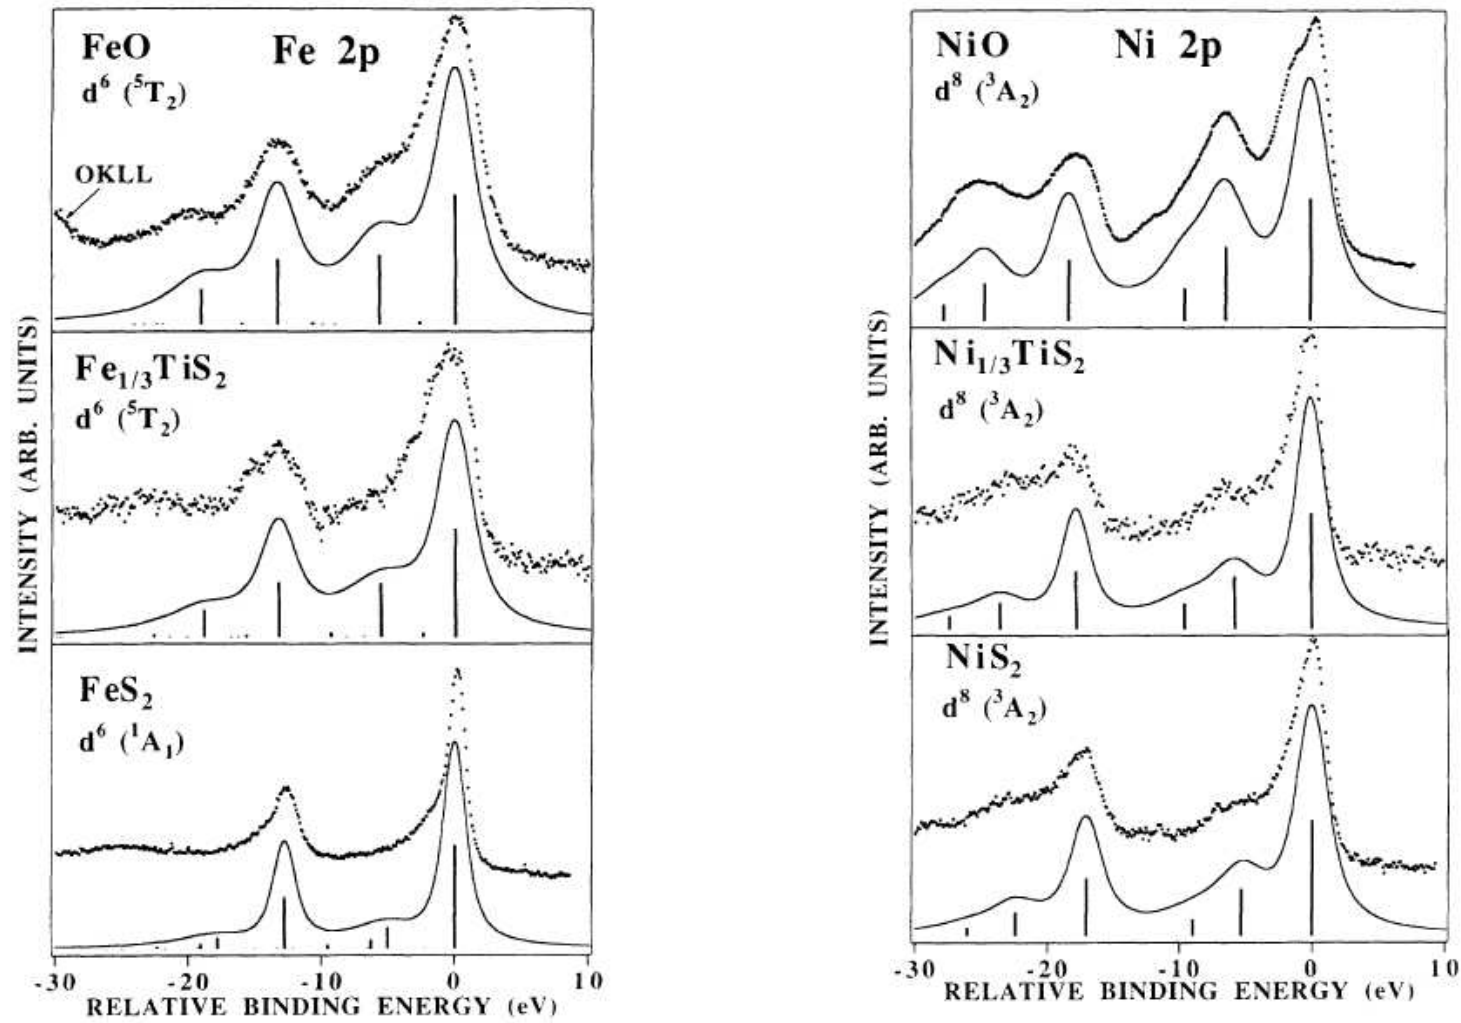 FeO Fe 2p
d⁶ (⁵T₂)
OKLL
Fe₁/₃TiS₂
d⁶ (⁵T₂)
FeS₂
d⁶ (¹A₁)
INTENSITY (ARB. UNITS)
-30 -20 -10 0 10
RELATIVE BINDING ENERGY (eV)
NiO Ni 2p
d⁸ (³A₂)
Ni₁/₃TiS₂
d⁸ (³A₂)
NiS₂
d⁸ (³A₂)
INTENSITY (ARB. UNITS)
-30 -20 -10 0 10
RELATIVE BINDING ENERGY (eV)